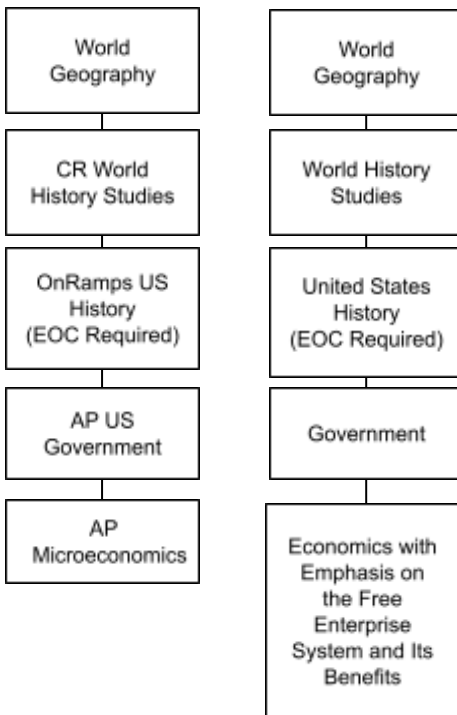 World
Geography
CR World
History Studies
OnRamps US
History
(EOC Required)
AP US
Government
AP
Microeconomics
World
Geography
World History
Studies
United States
History
(EOC Required)
Government
Economics with
Emphasis on
the Free
Enterprise
System and Its
Benefits